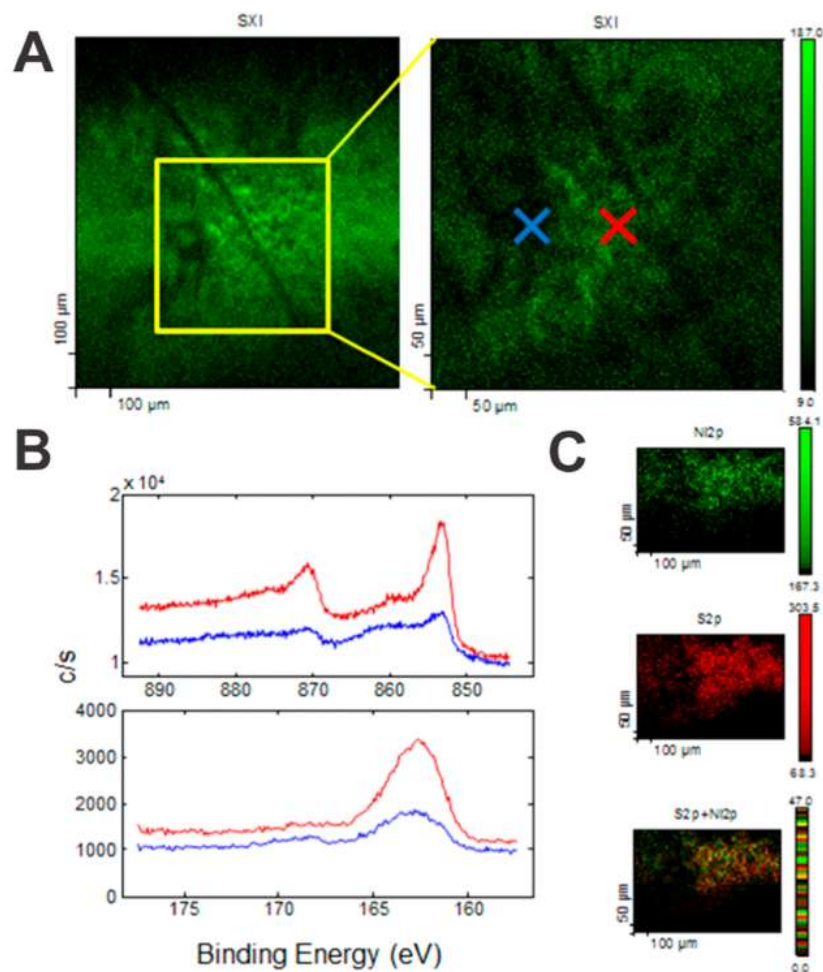 A
SXI
SXI
187.0
9.0
100 µm
100 µm
50 µm
50 µm
B
2 × 10⁴
1.5
1
890 880 870 860 850
c/s
4000
3000
2000
1000
0
175 170 165 160
Binding Energy (eV)
C
Ni2p
584.1
167.3
50 µm
100 µm
S2p
303.5
68.3
50 µm
100 µm
S2p+Ni2p
47.0
0.0
50 µm
100 µm